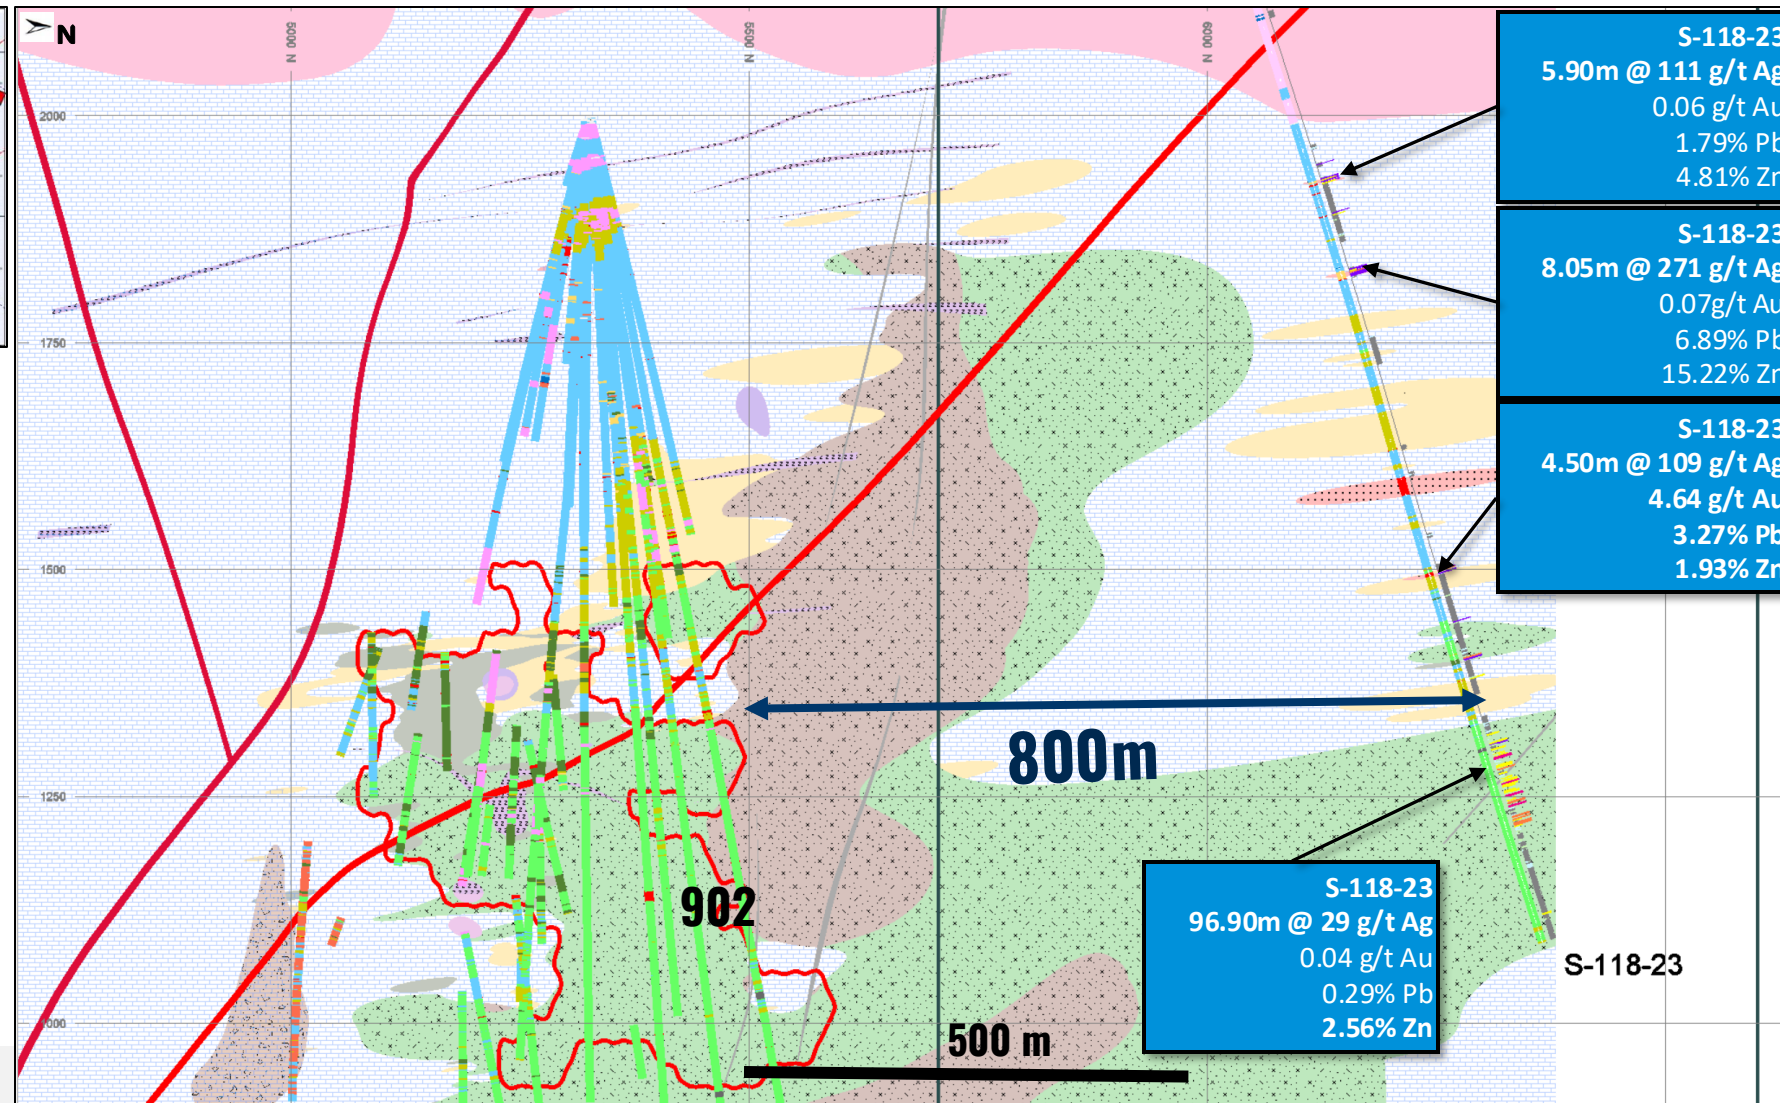 N
5000 N
5500 N
6000 N
2000
1750
1500
1250
1000
S-118-23
5.90m @ 111 g/t Ag
0.06 g/t Au
1.79% Pb
4.81% Zn
S-118-23
8.05m @ 271 g/t Ag
0.07g/t Au
6.89% Pb
15.22% Zn
S-118-23
4.50m @ 109 g/t Ag
4.64 g/t Au
3.27% Pb
1.93% Zn
800m
902
S-118-23
96.90m @ 29 g/t Ag
0.04 g/t Au
0.29% Pb
2.56% Zn
S-118-23
500 m